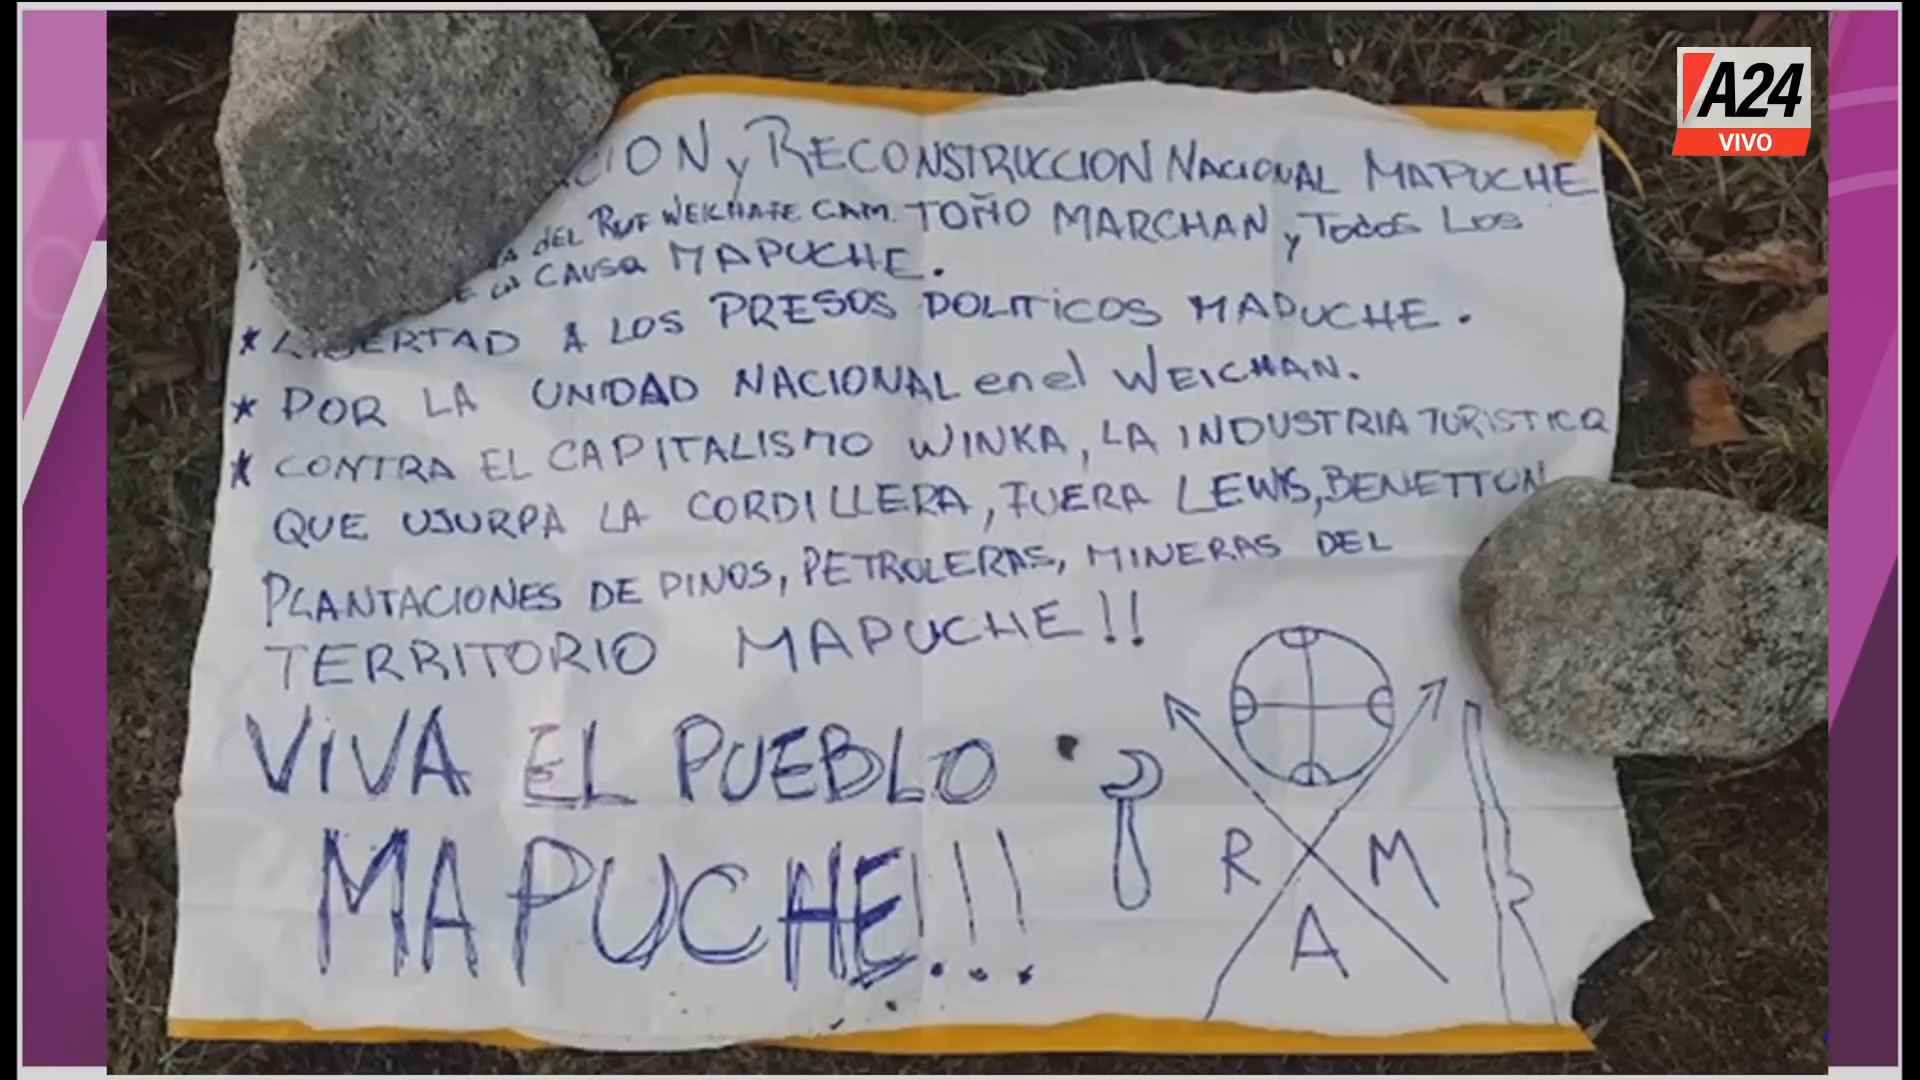 A24
VIVO
CION y RECONSTRUCCION NACIONAL MAPUCHE
DEL RUF WEICHAFE CAM. TOÑO MARCHAN, y TODOS LOS
LA CAUSA MAPUCHE.
* LIBERTAD A LOS PRESOS POLITICOS MAPUCHE.
* POR LA UNIDAD NACIONAL en el WEICHAN.
* CONTRA EL CAPITALISMO WINKA, LA INDUSTRIA TURISTICA
QUE USURPA LA CORDILLERA, FUERA LEWIS, BENETTON
PLANTACIONES DE PINOS, PETROLERAS, MINERAS DEL
TERRITORIO MAPUCHE!!
VIVA EL PUEBLO
MAPUCHE!!!
R M
A